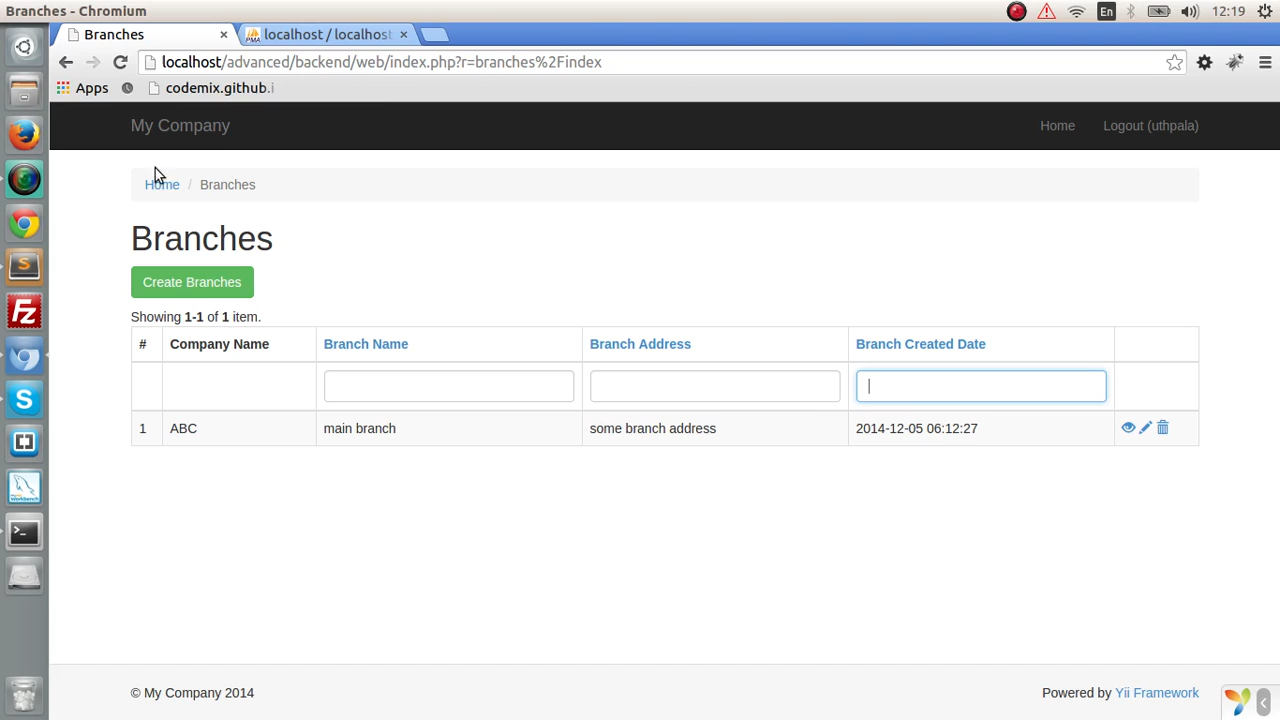 Branches - Chromium
En
12:19
Branches ×
PMA localhost / localhost ×
localhost/advanced/backend/web/index.php?r=branches%2Findex
Apps
codemix.github.i
My Company
Home
Logout (uthpala)
Home / Branches
Branches
Create Branches
Showing 1-1 of 1 item.
# Company Name Branch Name Branch Address Branch Created Date
1 ABC main branch some branch address 2014-12-05 06:12:27
© My Company 2014
Powered by Yii Framework